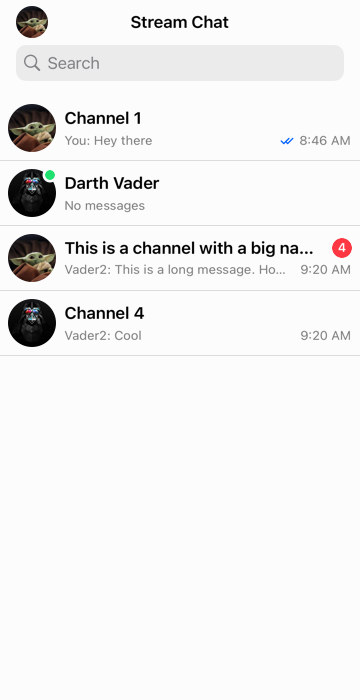 Stream Chat
Search
Channel 1
You: Hey there 8:46 AM
Darth Vader
No messages
This is a channel with a big na... 4
Vader2: This is a long message. Ho... 9:20 AM
Channel 4
Vader2: Cool 9:20 AM